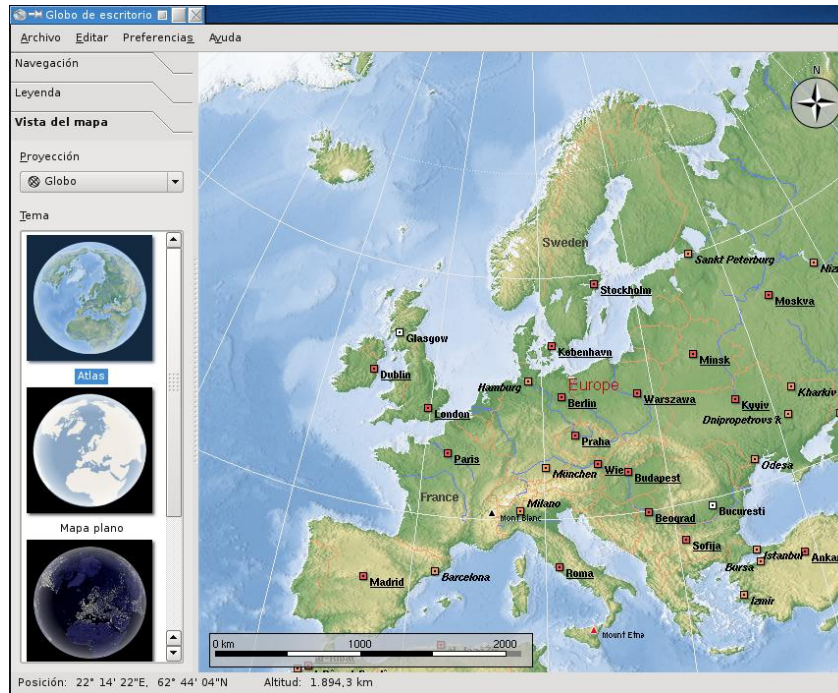 Globo de escritorio
Archivo Editar Preferencias Ayuda
Navegación
Leyenda
Vista del mapa
Proyección
Globo
Tema
Atlas
Mapa plano
N
Sweden
Sankt Peterburg
Stockholm
Moskva
Glasgow
København
Minsk
Dublin
Hamburg
Europe
Kharkiv
London
Berlin
Warszawa
Kyyiv
Dnipropetrovs'k
Praha
Paris
München
Wie
Budapest
Odesa
France
Milano
Mont Blanc
Beograd
Bucuresti
Sofija
Istanbul
Ankar
Bursa
Madrid
Barcelona
Roma
Izmir
Mount Etna
0 km 1000 2000
Posición: 22° 14' 22"E, 62° 44' 04"N Altitud: 1.894,3 km